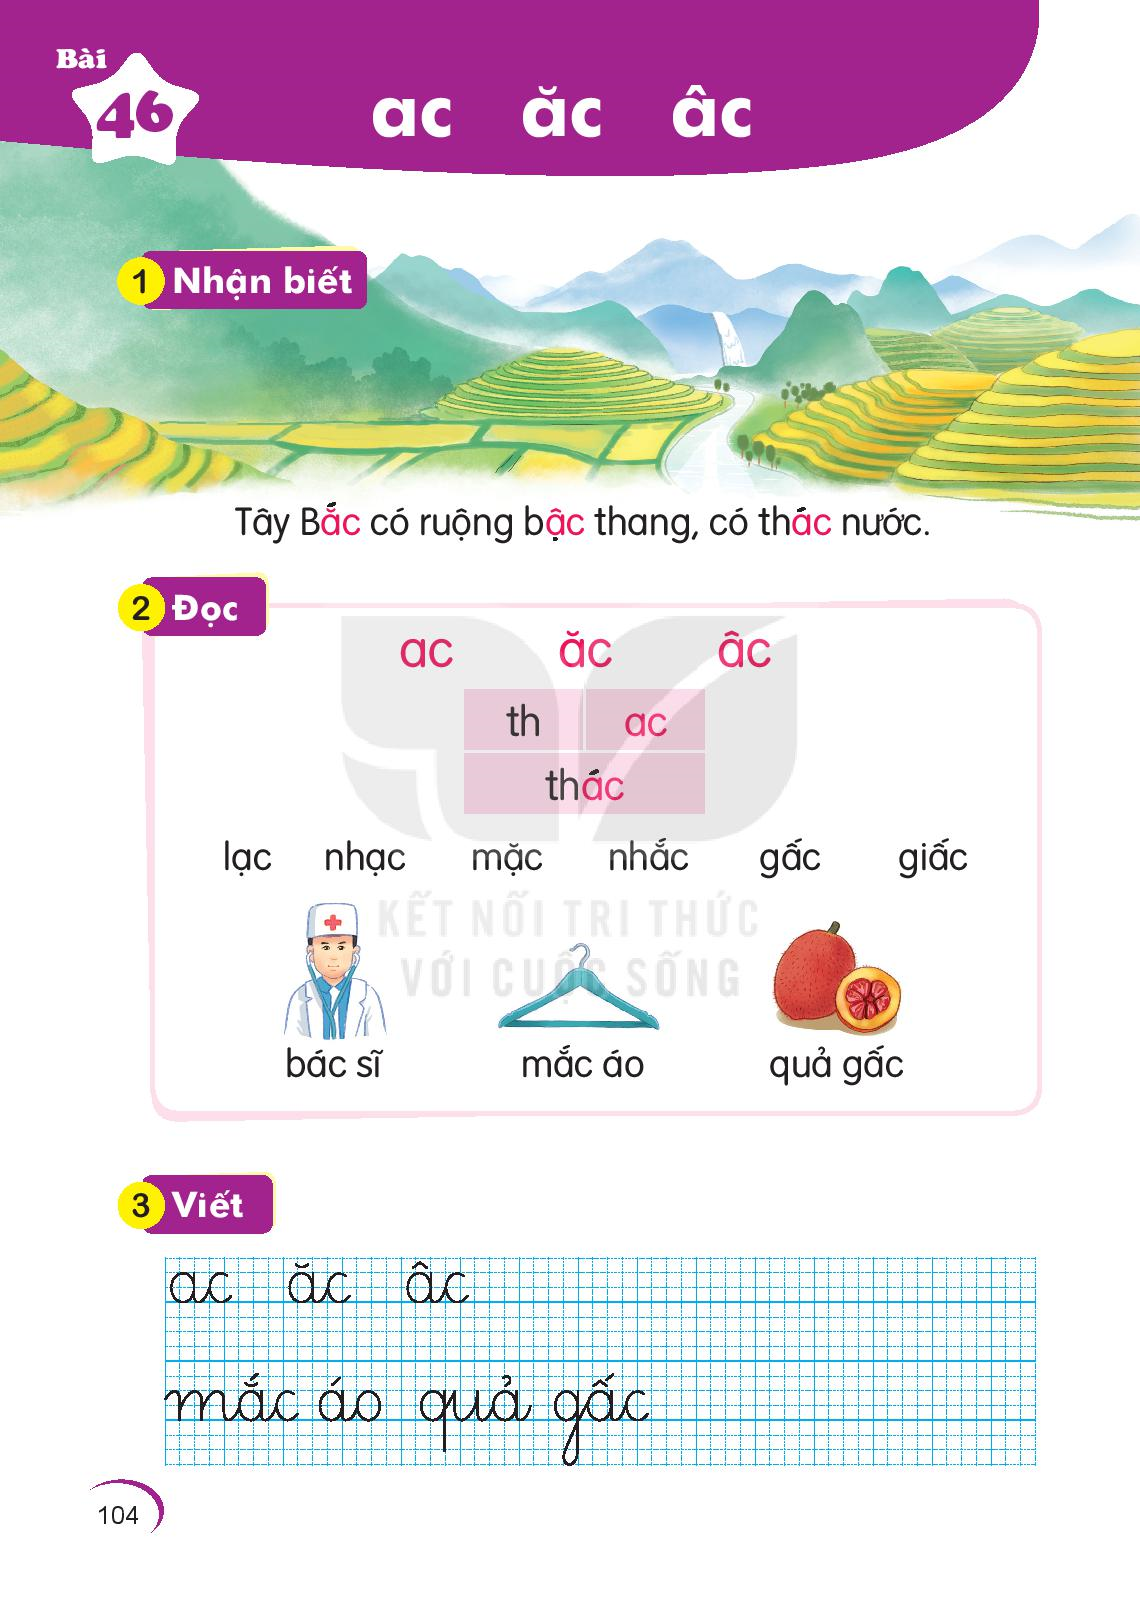 Bài
46
ac ăc âc
1 Nhận biết
Tây Bắc có ruộng bậc thang, có thác nước.
2 Đọc
ac ăc âc
th ac
thác
lạc nhạc mặc nhắc gấc giấc
KẾT NỐI TRI THỨC
VỚI CUỘC SỐNG
bác sĩ mắc áo quả gấc
3 Viết
ac ăc âc
mắc áo quả gấc
104